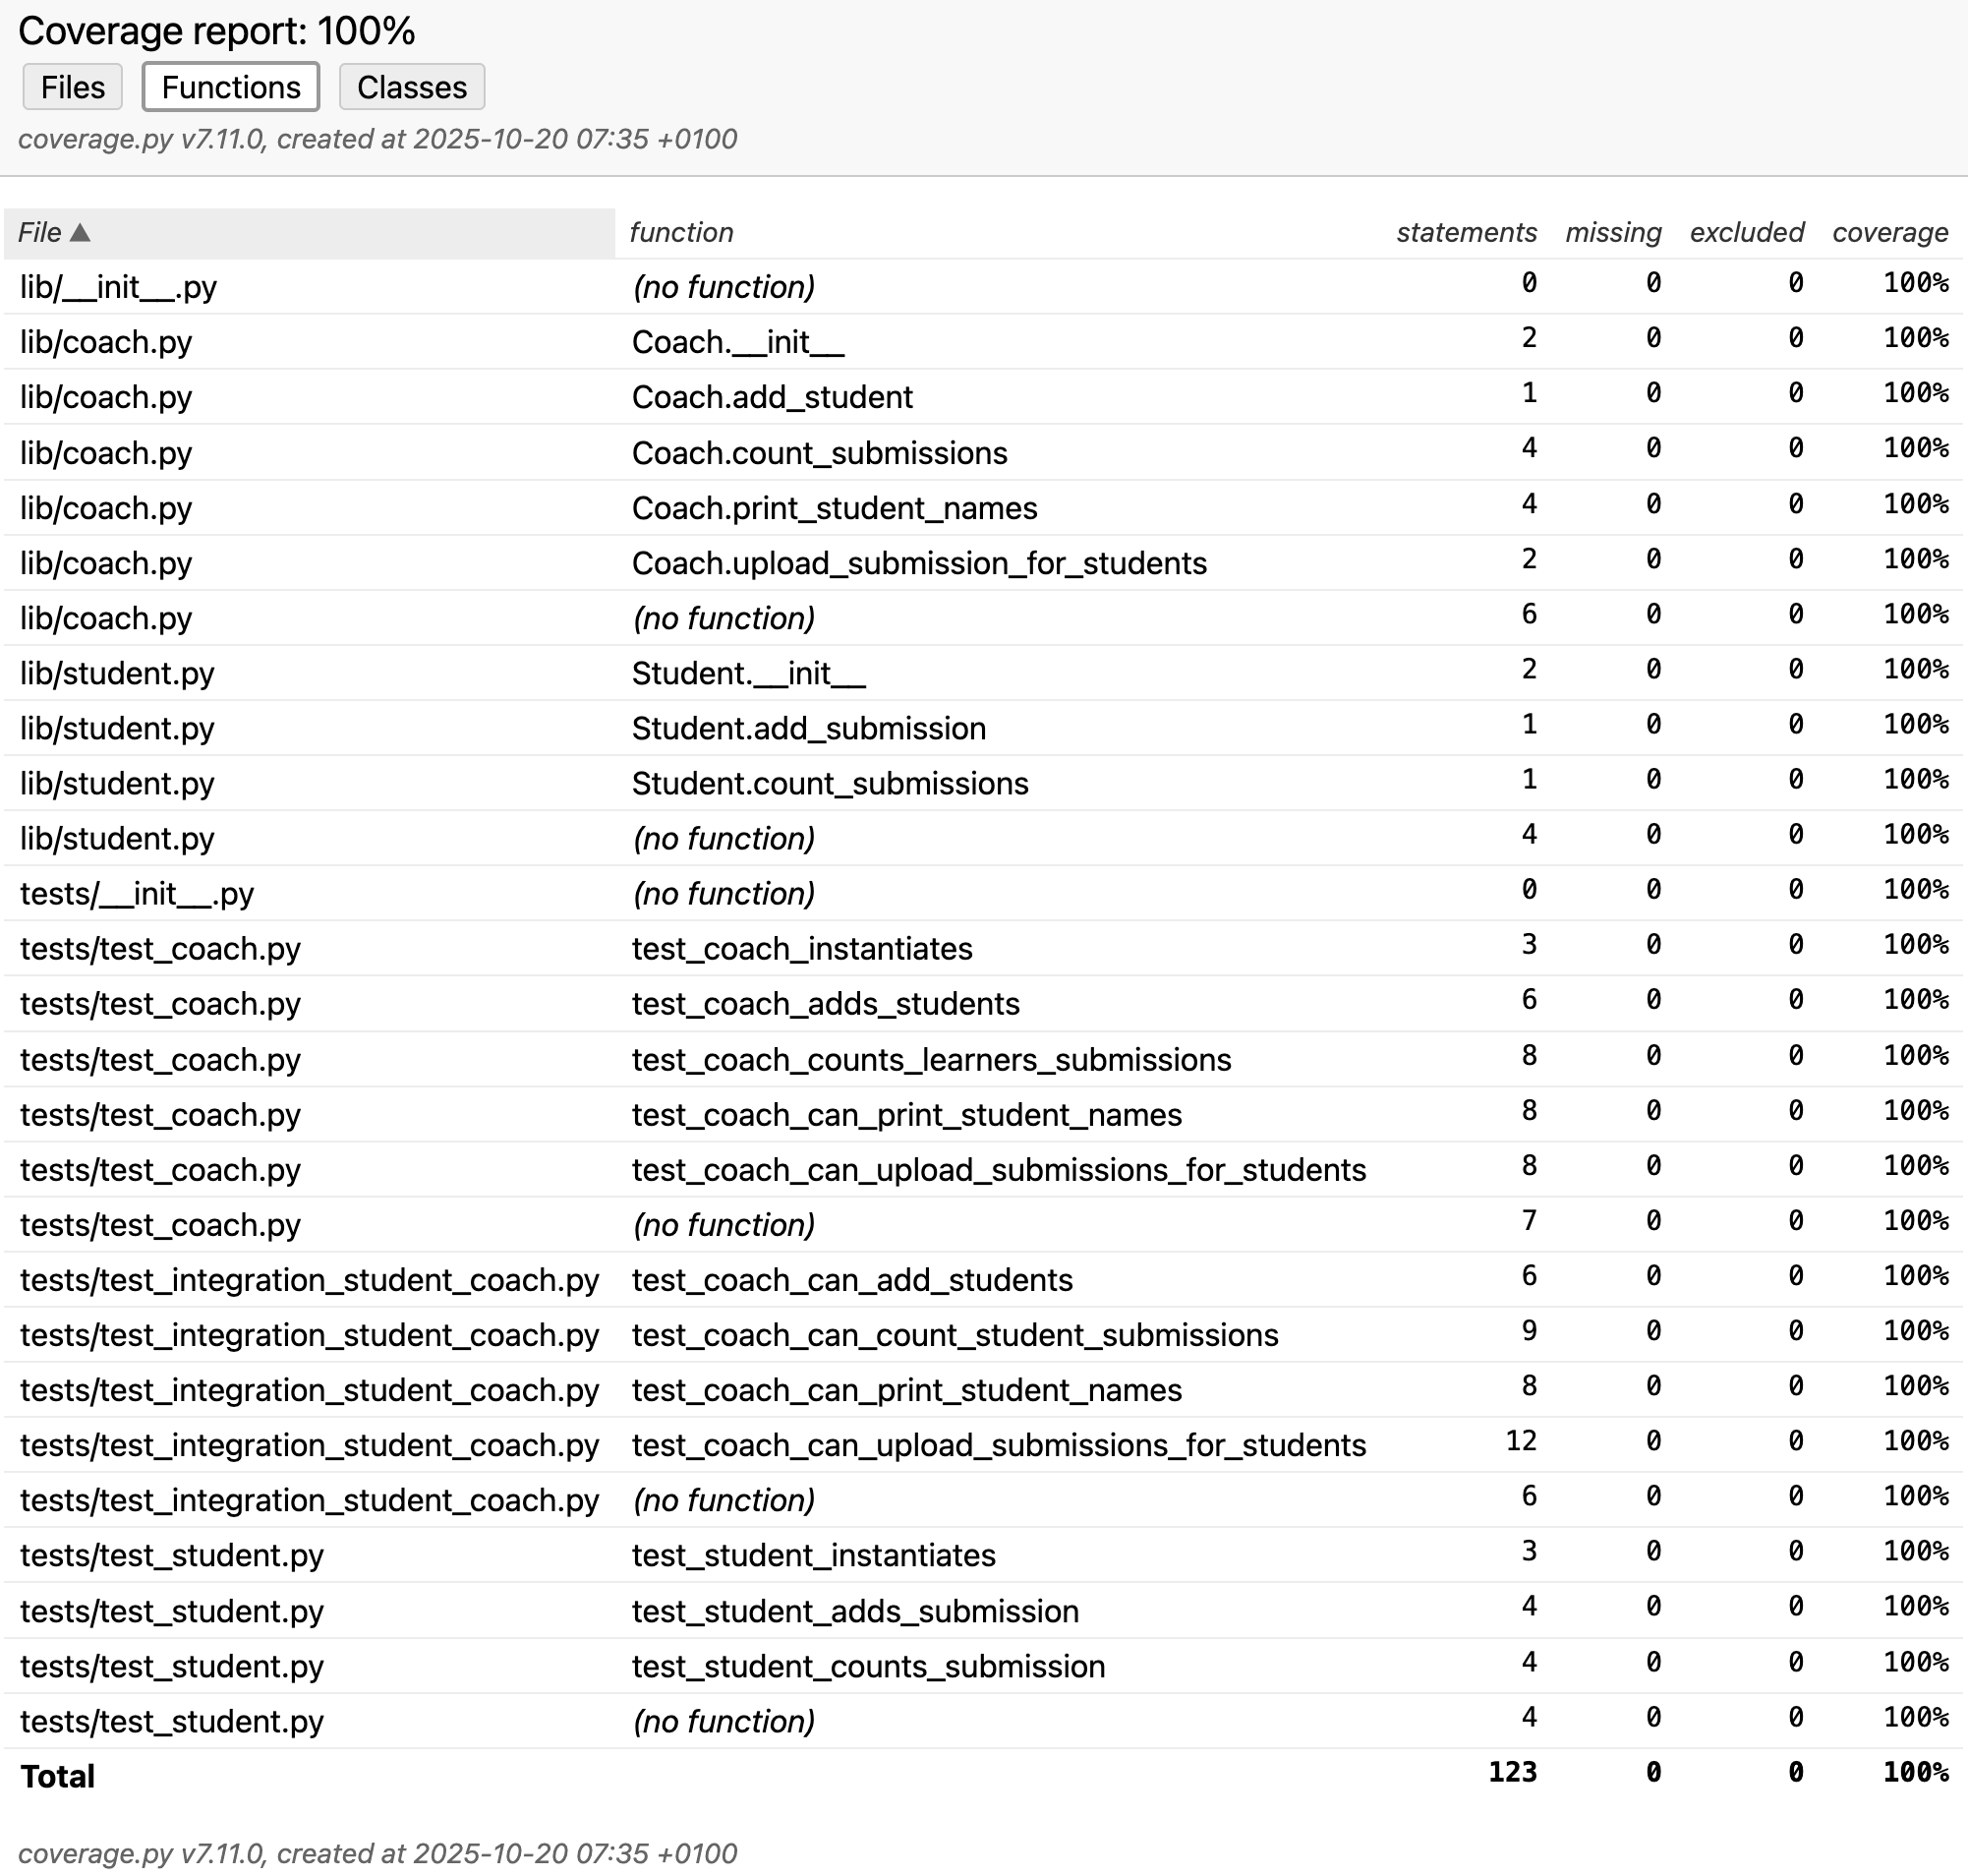 Coverage report: 100%
Files Functions Classes
coverage.py v7.11.0, created at 2025-10-20 07:35 +0100
File ▲ function statements missing excluded coverage
lib/__init__.py (no function) 0 0 0 100%
lib/coach.py Coach.__init__ 2 0 0 100%
lib/coach.py Coach.add_student 1 0 0 100%
lib/coach.py Coach.count_submissions 4 0 0 100%
lib/coach.py Coach.print_student_names 4 0 0 100%
lib/coach.py Coach.upload_submission_for_students 2 0 0 100%
lib/coach.py (no function) 6 0 0 100%
lib/student.py Student.__init__ 2 0 0 100%
lib/student.py Student.add_submission 1 0 0 100%
lib/student.py Student.count_submissions 1 0 0 100%
lib/student.py (no function) 4 0 0 100%
tests/__init__.py (no function) 0 0 0 100%
tests/test_coach.py test_coach_instantiates 3 0 0 100%
tests/test_coach.py test_coach_adds_students 6 0 0 100%
tests/test_coach.py test_coach_counts_learners_submissions 8 0 0 100%
tests/test_coach.py test_coach_can_print_student_names 8 0 0 100%
tests/test_coach.py test_coach_can_upload_submissions_for_students 8 0 0 100%
tests/test_coach.py (no function) 7 0 0 100%
tests/test_integration_student_coach.py test_coach_can_add_students 6 0 0 100%
tests/test_integration_student_coach.py test_coach_can_count_student_submissions 9 0 0 100%
tests/test_integration_student_coach.py test_coach_can_print_student_names 8 0 0 100%
tests/test_integration_student_coach.py test_coach_can_upload_submissions_for_students 12 0 0 100%
tests/test_integration_student_coach.py (no function) 6 0 0 100%
tests/test_student.py test_student_instantiates 3 0 0 100%
tests/test_student.py test_student_adds_submission 4 0 0 100%
tests/test_student.py test_student_counts_submission 4 0 0 100%
tests/test_student.py (no function) 4 0 0 100%
Total 123 0 0 100%
coverage.py v7.11.0, created at 2025-10-20 07:35 +0100